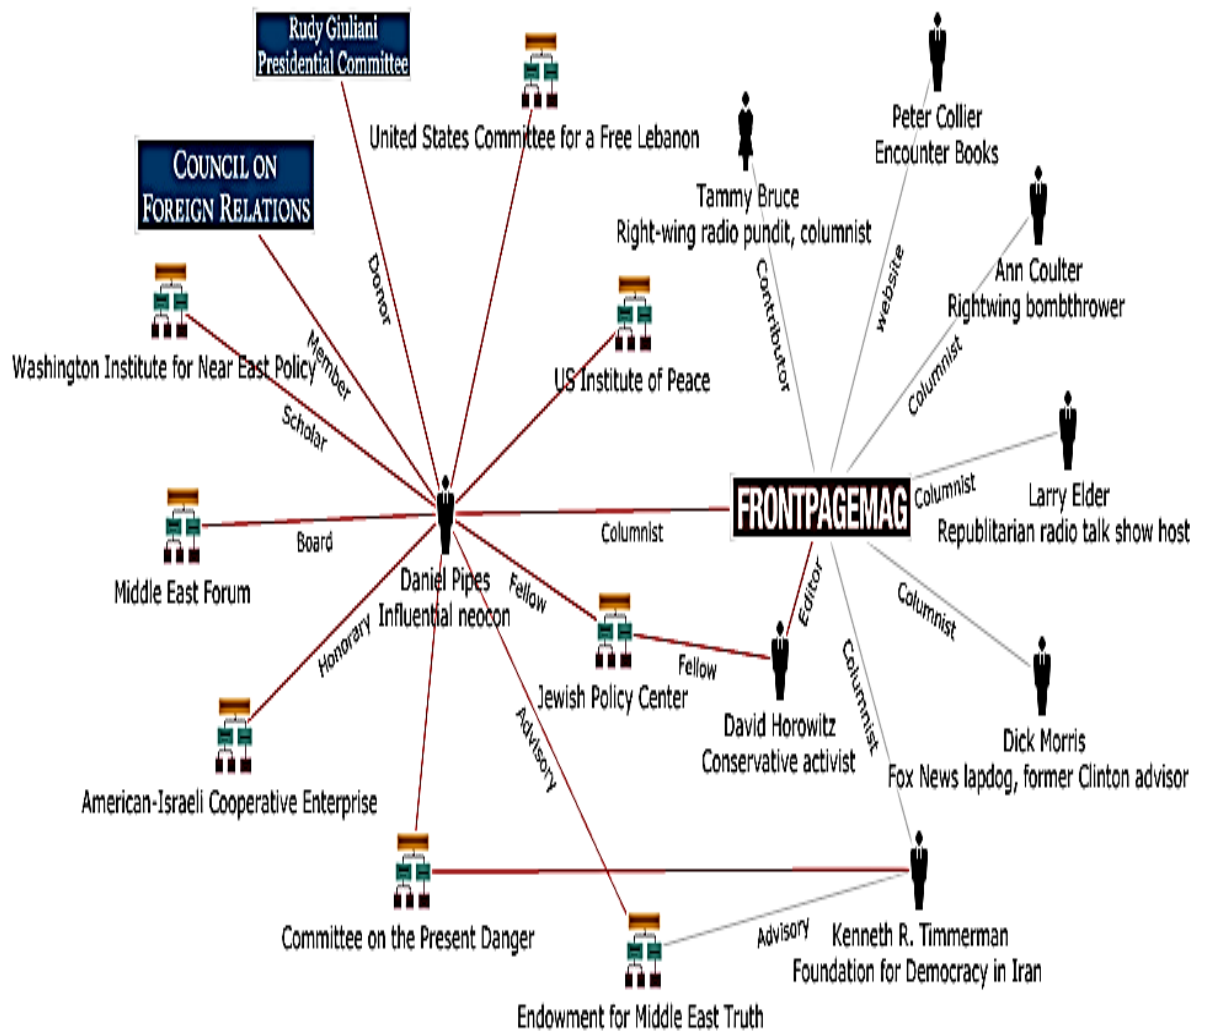 Rudy Giuliani
Presidential Committee
United States Committee for a Free Lebanon
Peter Collier
Encounter Books
COUNCIL ON
FOREIGN RELATIONS
Tammy Bruce
Right-wing radio pundit, columnist
Donor
Contributor
website
Ann Coulter
Rightwing bombthrower
Washington Institute for Near East Policy
Member
US Institute of Peace
Columnist
Scholar
FRONTPAGEMAG
Columnist
Larry Elder
Republitarian radio talk show host
Board
Columnist
Middle East Forum
Daniel Pipes
Influential neocon
Fellow
Editor
Columnist
Honorary
Fellow
Columnist
Jewish Policy Center
David Horowitz
Conservative activist
Dick Morris
Fox News lapdog, former Clinton advisor
Advisory
American-Israeli Cooperative Enterprise
Committee on the Present Danger
Advisory
Kenneth R. Timmerman
Foundation for Democracy in Iran
Endowment for Middle East Truth